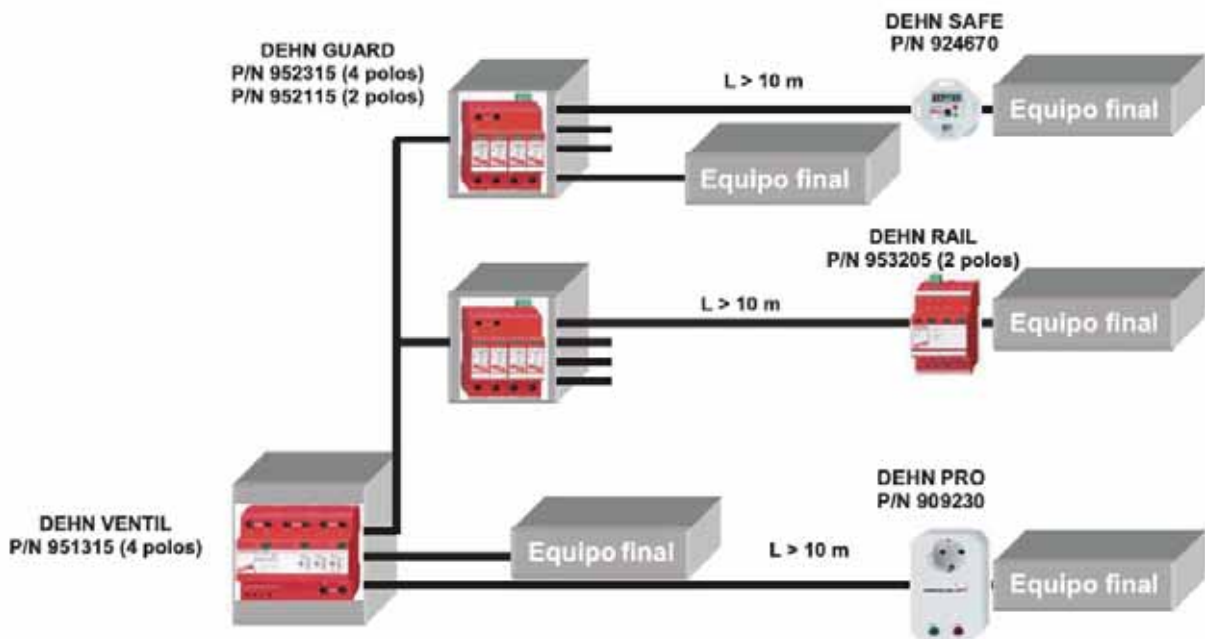 DEHN GUARD
P/N 952315 (4 polos)
P/N 952115 (2 polos)
DEHN SAFE
P/N 924670
L > 10 m
Equipo final
Equipo final
DEHN RAIL
P/N 953205 (2 polos)
L > 10 m
Equipo final
DEHN VENTIL
P/N 951315 (4 polos)
Equipo final
DEHN PRO
P/N 909230
L > 10 m
Equipo final